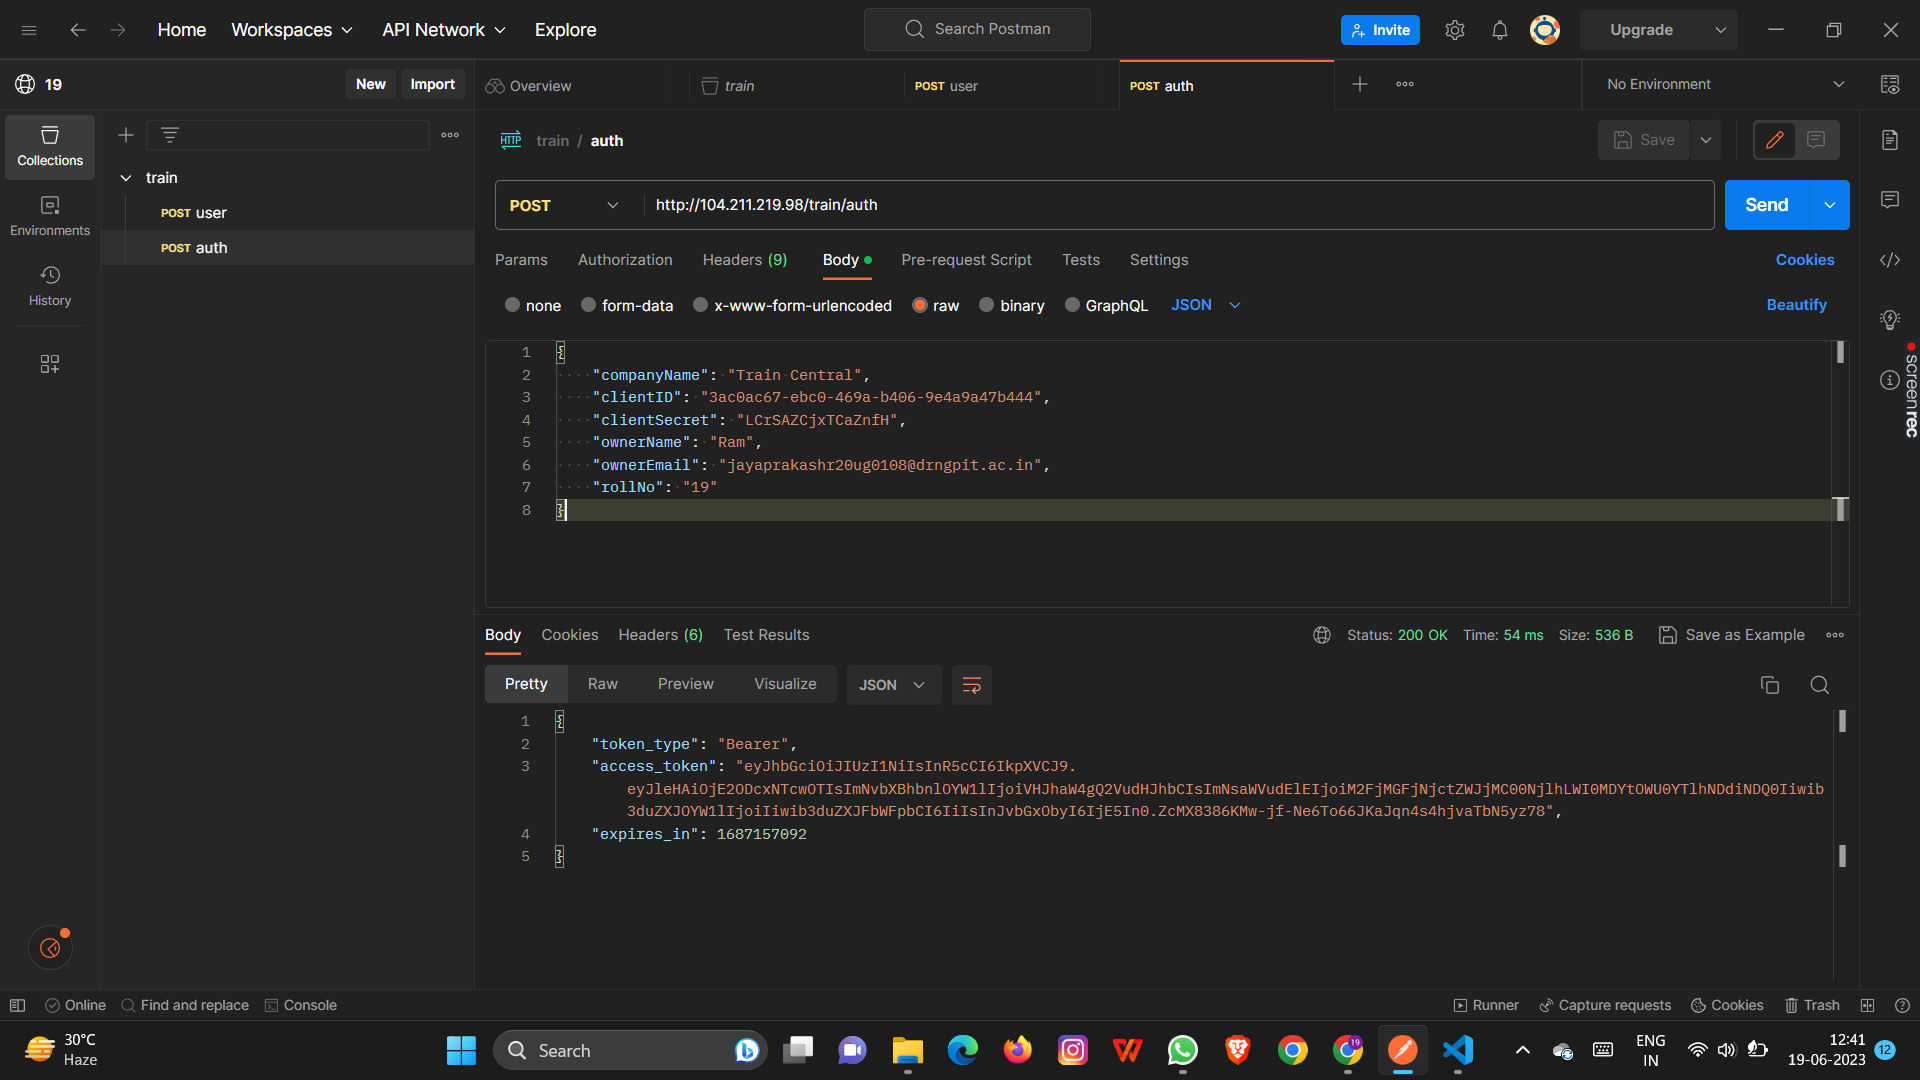 Home
Workspaces
API Network
Explore
Search Postman
Invite
Upgrade
19
New
Import
Overview
train
POST user
POST auth
No Environment
Collections
Environments
History
train
POST user
POST auth
HTTP train / auth
Save
POST
http://104.211.219.98/train/auth
Send
Params
Authorization
Headers (9)
Body
Pre-request Script
Tests
Settings
Cookies
none
form-data
x-www-form-urlencoded
raw
binary
GraphQL
JSON
Beautify
1 {
2 "companyName": "Train Central",
3 "clientID": "3ac0ac67-ebc0-469a-b406-9e4a9a47b444",
4 "clientSecret": "LCrSAZCjxTCaZnfH",
5 "ownerName": "Ram",
6 "ownerEmail": "jayaprakashr20ug0108@drngpit.ac.in",
7 "rollNo": "19"
8 }
screenrec
Body
Cookies
Headers (6)
Test Results
Status: 200 OK
Time: 54 ms
Size: 536 B
Save as Example
Pretty
Raw
Preview
Visualize
JSON
1 {
2 "token_type": "Bearer",
3 "access_token": "eyJhbGciOiJIUzI1NiIsInR5cCI6IkpXVCJ9.
eyJleHAiOjE2ODcxNTcwOTIsImNvbXBhbnlOYW1lIjoiVHJhaW4gQ2VudHJhbCIsImNsaWVudElEIjoiM2FjMGFjNjctZWJjMC00NjlhLWI0MDYtOWU0YTlhNDdiNDQ0Iiwib
3duZXJOYW1lIjoiIiwib3duZXJFbWFpbCI6IiIsInJvbGxObyI6IjE5In0.ZcMX8386KMw-jf-Ne6To66JKaJqn4s4hjvaTbN5yz78",
4 "expires_in": 1687157092
5 }
Online
Find and replace
Console
Runner
Capture requests
Cookies
Trash
30°C
Haze
Search
19
ENG
IN
12:41
19-06-2023
12